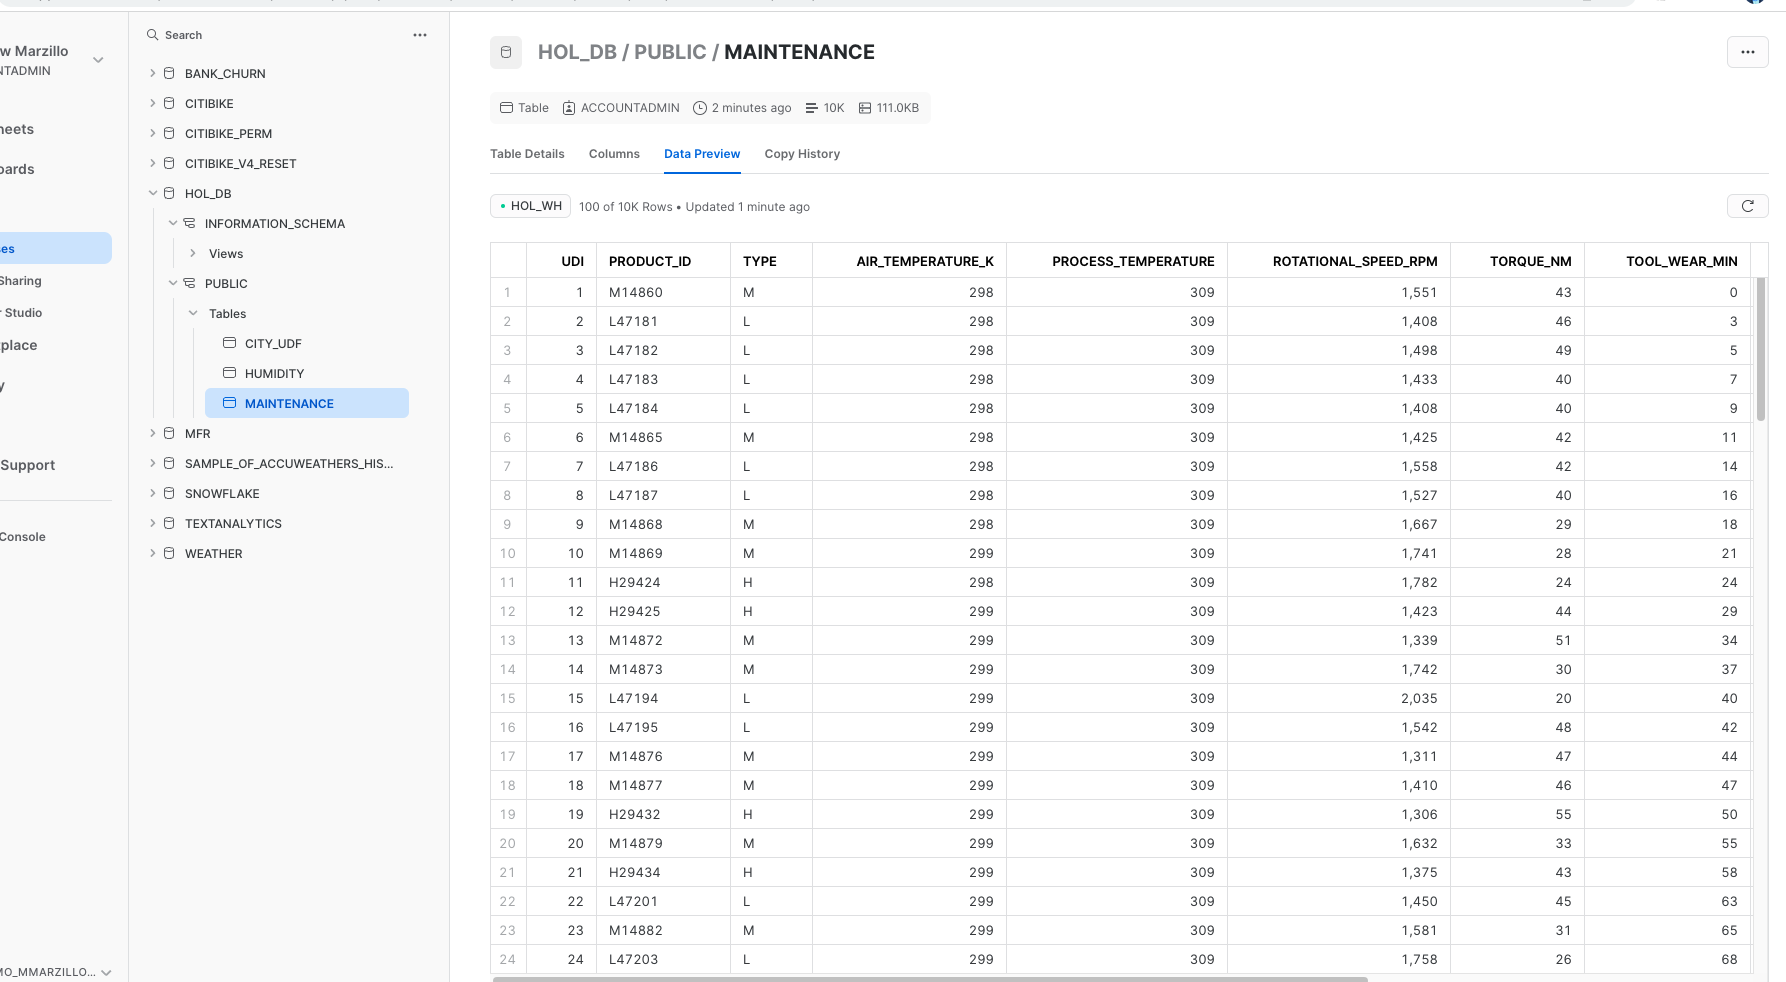 w Marzillo
NTADMIN
neets
oards
es
Sharing
r Studio
place
y
Support
Console
MO_MMARZILLO...
Search
BANK_CHURN
CITIBIKE
CITIBIKE_PERM
CITIBIKE_V4_RESET
HOL_DB
INFORMATION_SCHEMA
Views
PUBLIC
Tables
CITY_UDF
HUMIDITY
MAINTENANCE
MFR
SAMPLE_OF_ACCUWEATHERS_HIS...
SNOWFLAKE
TEXTANALYTICS
WEATHER
HOL_DB / PUBLIC / MAINTENANCE
Table ACCOUNTADMIN 2 minutes ago 10K 111.0KB
Table Details Columns Data Preview Copy History
HOL_WH 100 of 10K Rows • Updated 1 minute ago
UDI PRODUCT_ID TYPE AIR_TEMPERATURE_K PROCESS_TEMPERATURE ROTATIONAL_SPEED_RPM TORQUE_NM TOOL_WEAR_MIN
1 1 M14860 M 298 309 1,551 43 0
2 2 L47181 L 298 309 1,408 46 3
3 3 L47182 L 298 309 1,498 49 5
4 4 L47183 L 298 309 1,433 40 7
5 5 L47184 L 298 309 1,408 40 9
6 6 M14865 M 298 309 1,425 42 11
7 7 L47186 L 298 309 1,558 42 14
8 8 L47187 L 298 309 1,527 40 16
9 9 M14868 M 298 309 1,667 29 18
10 10 M14869 M 299 309 1,741 28 21
11 11 H29424 H 298 309 1,782 24 24
12 12 H29425 H 299 309 1,423 44 29
13 13 M14872 M 299 309 1,339 51 34
14 14 M14873 M 299 309 1,742 30 37
15 15 L47194 L 299 309 2,035 20 40
16 16 L47195 L 299 309 1,542 48 42
17 17 M14876 M 299 309 1,311 47 44
18 18 M14877 M 299 309 1,410 46 47
19 19 H29432 H 299 309 1,306 55 50
20 20 M14879 M 299 309 1,632 33 55
21 21 H29434 H 299 309 1,375 43 58
22 22 L47201 L 299 309 1,450 45 63
23 23 M14882 M 299 309 1,581 31 65
24 24 L47203 L 299 309 1,758 26 68